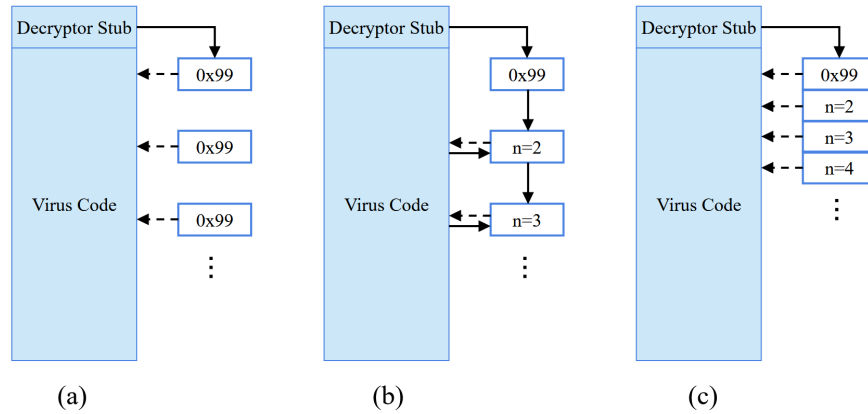 Decryptor Stub
0x99
0x99
Virus Code
0x99
⋮
(a)
Decryptor Stub
0x99
n=2
Virus Code
n=3
⋮
(b)
Decryptor Stub
0x99
n=2
n=3
n=4
Virus Code
⋮
(c)